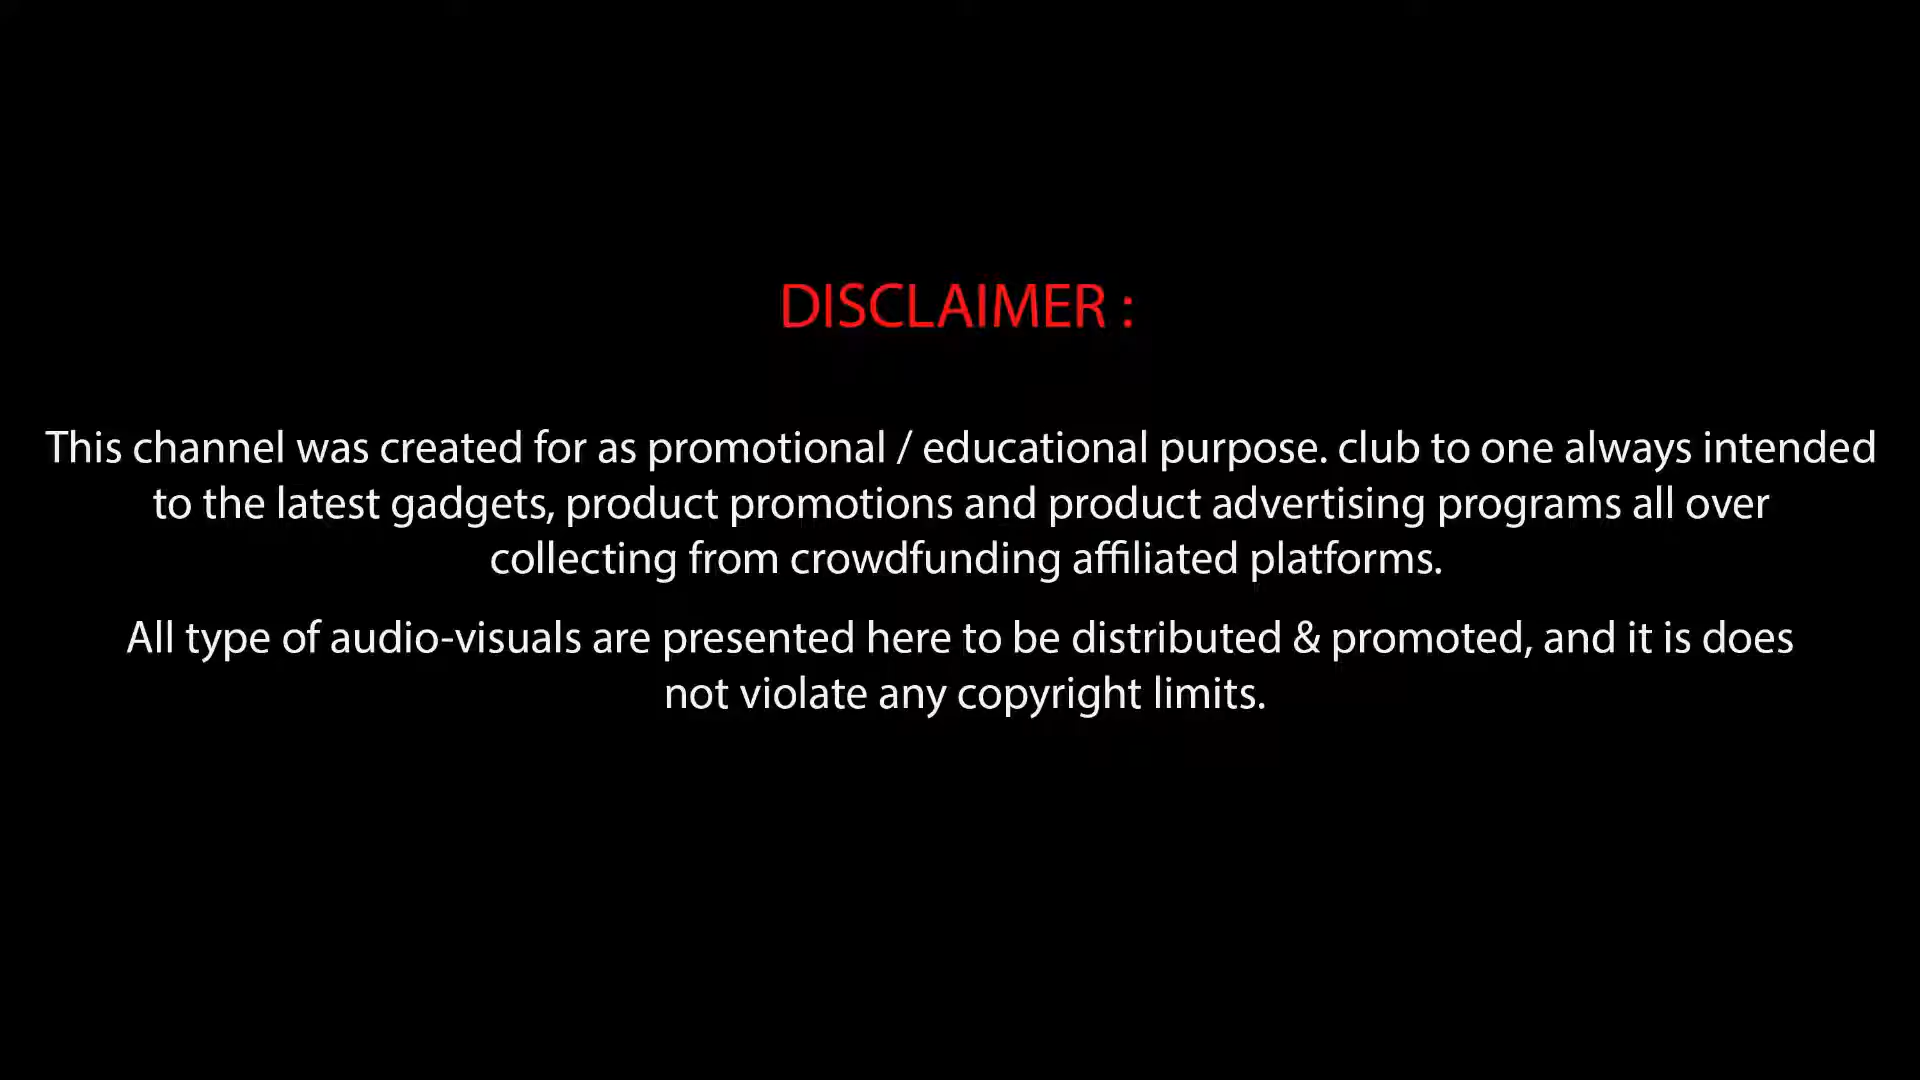 DISCLAIMER :
This channel was created for as promotional / educational purpose. club to one always intended
to the latest gadgets, product promotions and product advertising programs all over
collecting from crowdfunding affiliated platforms.
All type of audio-visuals are presented here to be distributed & promoted, and it is does
not violate any copyright limits.